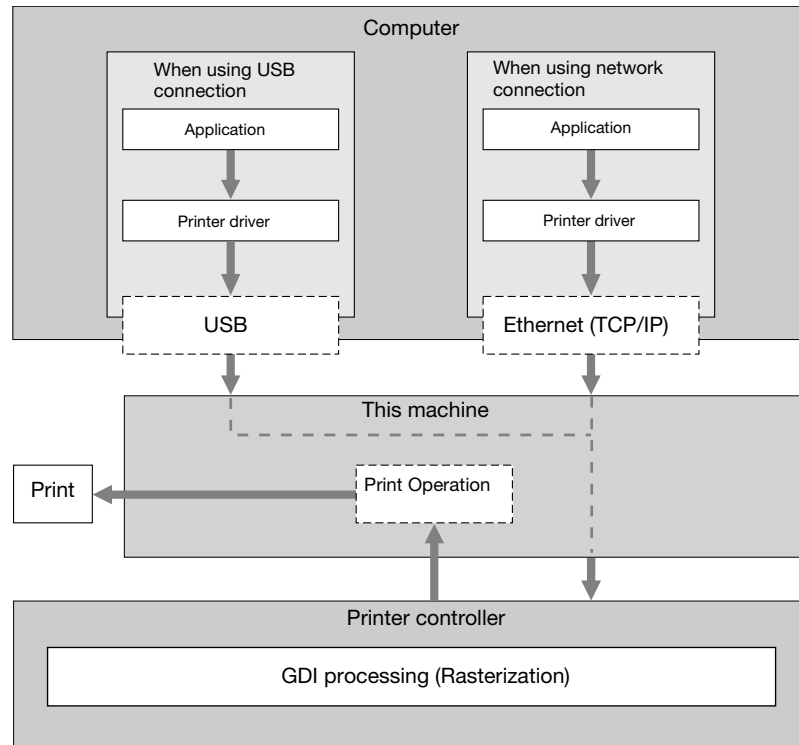 Computer
When using USB
connection
Application
Printer driver
USB
When using network
connection
Application
Printer driver
Ethernet (TCP/IP)
This machine
Print Operation
Print
Printer controller
GDI processing (Rasterization)